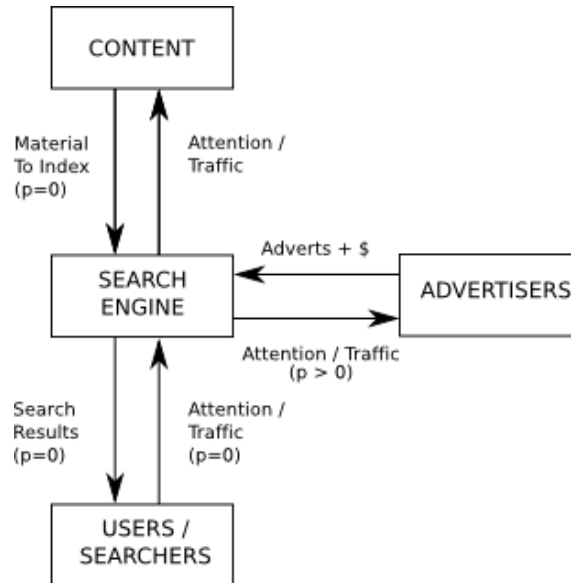 CONTENT
Material
To Index
(p=0)
Attention /
Traffic
Adverts + $
SEARCH
ENGINE
ADVERTISERS
Attention / Traffic
(p > 0)
Search
Results
(p=0)
Attention /
Traffic
(p=0)
USERS /
SEARCHERS